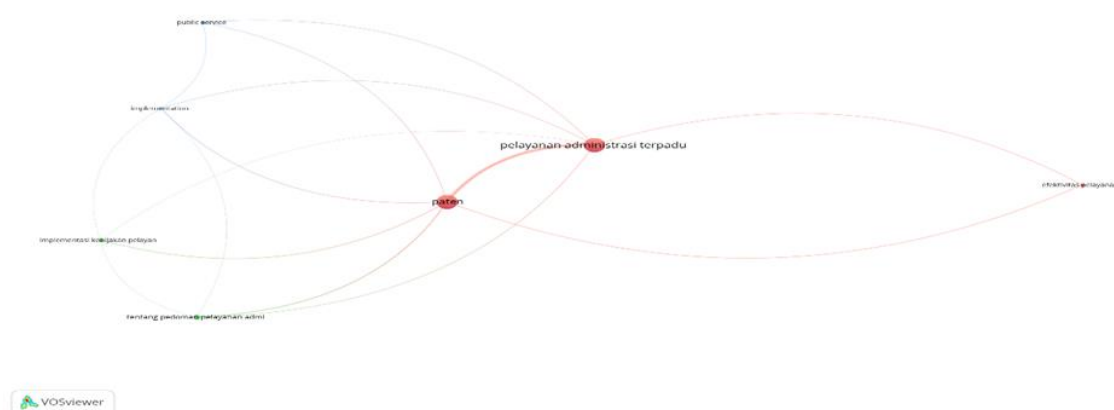 public service
implementation
pelayanan administrasi terpadu
efektivitas pelayana
paten
implementasi kebijakan pelayan
tentang pedoman pelayanan admi
VOSviewer